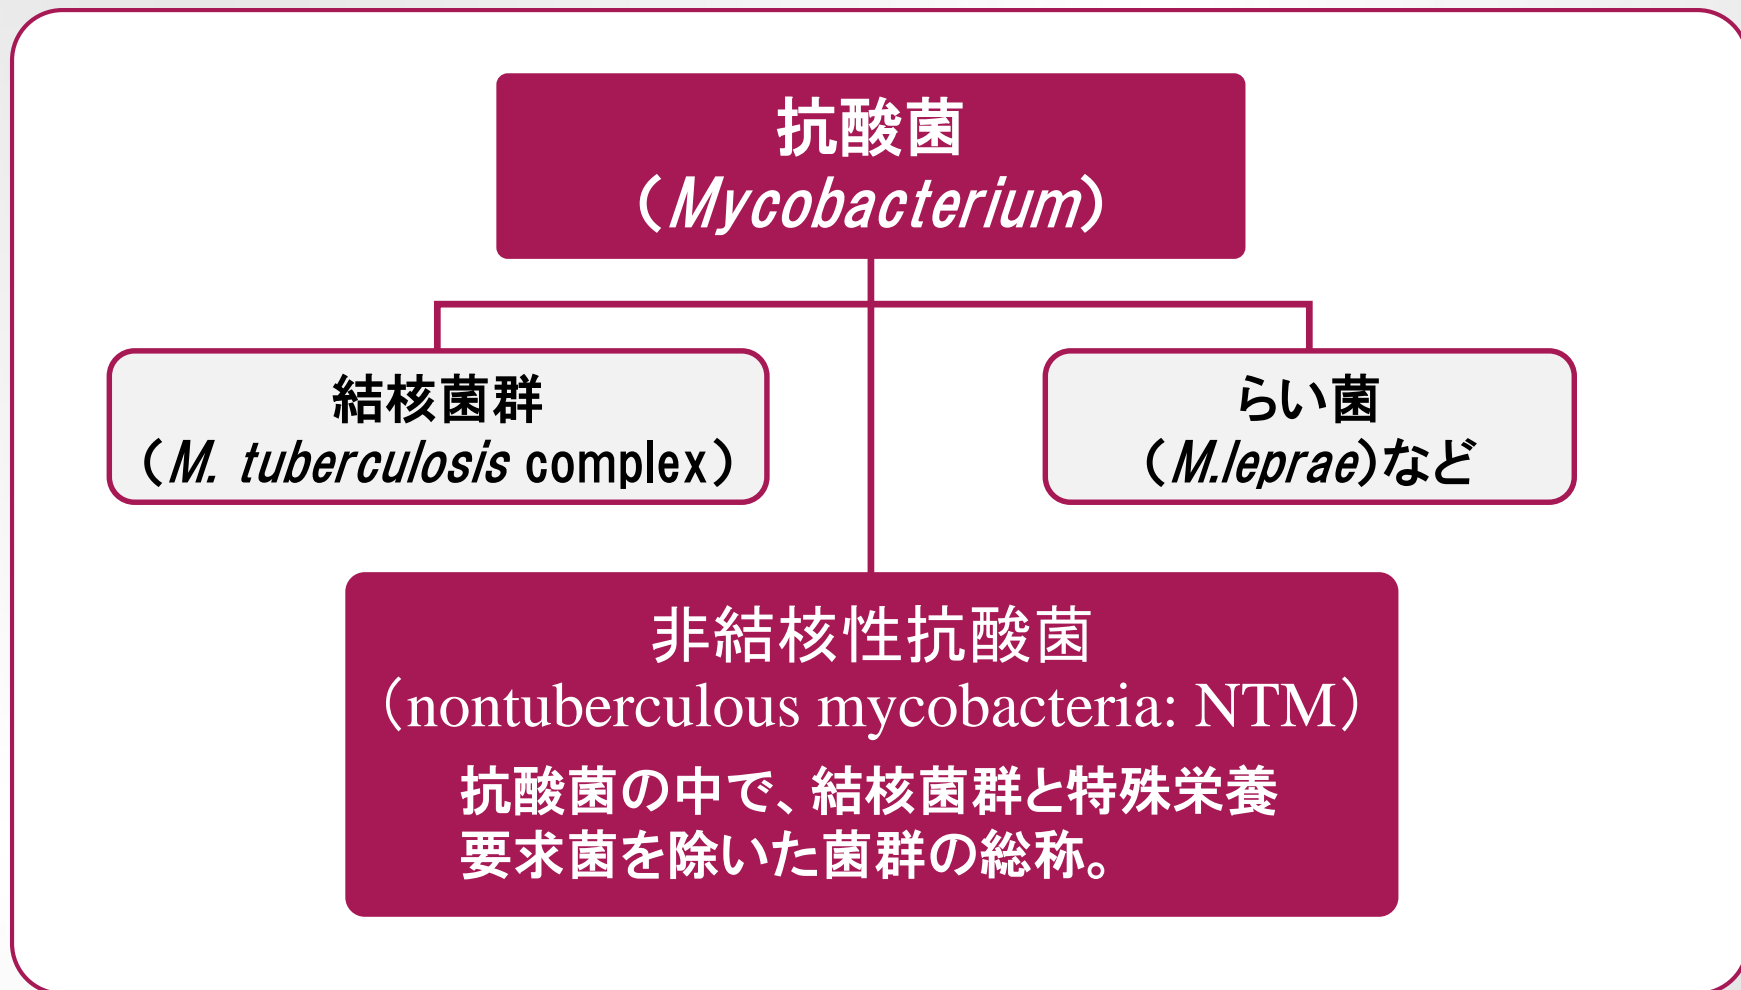 抗酸菌
（Mycobacterium）
結核菌群
（M. tuberculosis complex）
らい菌
（M.leprae）など
非結核性抗酸菌
（nontuberculous mycobacteria: NTM）
抗酸菌の中で、結核菌群と特殊栄養
要求菌を除いた菌群の総称。